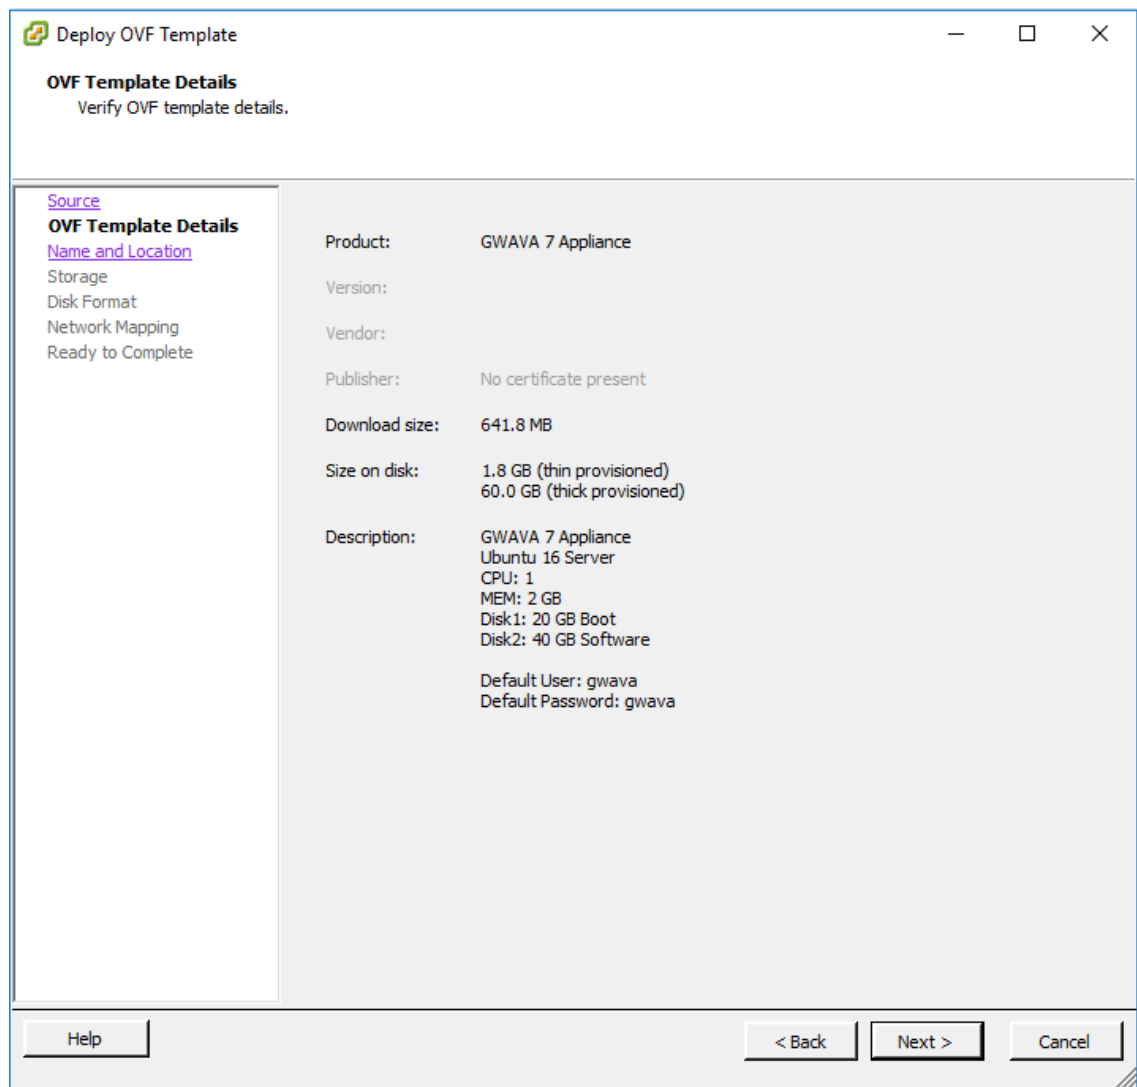 Deploy OVF Template
OVF Template Details
Verify OVF template details.
Source
OVF Template Details
Name and Location
Storage
Disk Format
Network Mapping
Ready to Complete
Product: GWAVA 7 Appliance
Version:
Vendor:
Publisher: No certificate present
Download size: 641.8 MB
Size on disk: 1.8 GB (thin provisioned)
60.0 GB (thick provisioned)
Description: GWAVA 7 Appliance
Ubuntu 16 Server
CPU: 1
MEM: 2 GB
Disk1: 20 GB Boot
Disk2: 40 GB Software
Default User: gwava
Default Password: gwava
Help < Back Next > Cancel